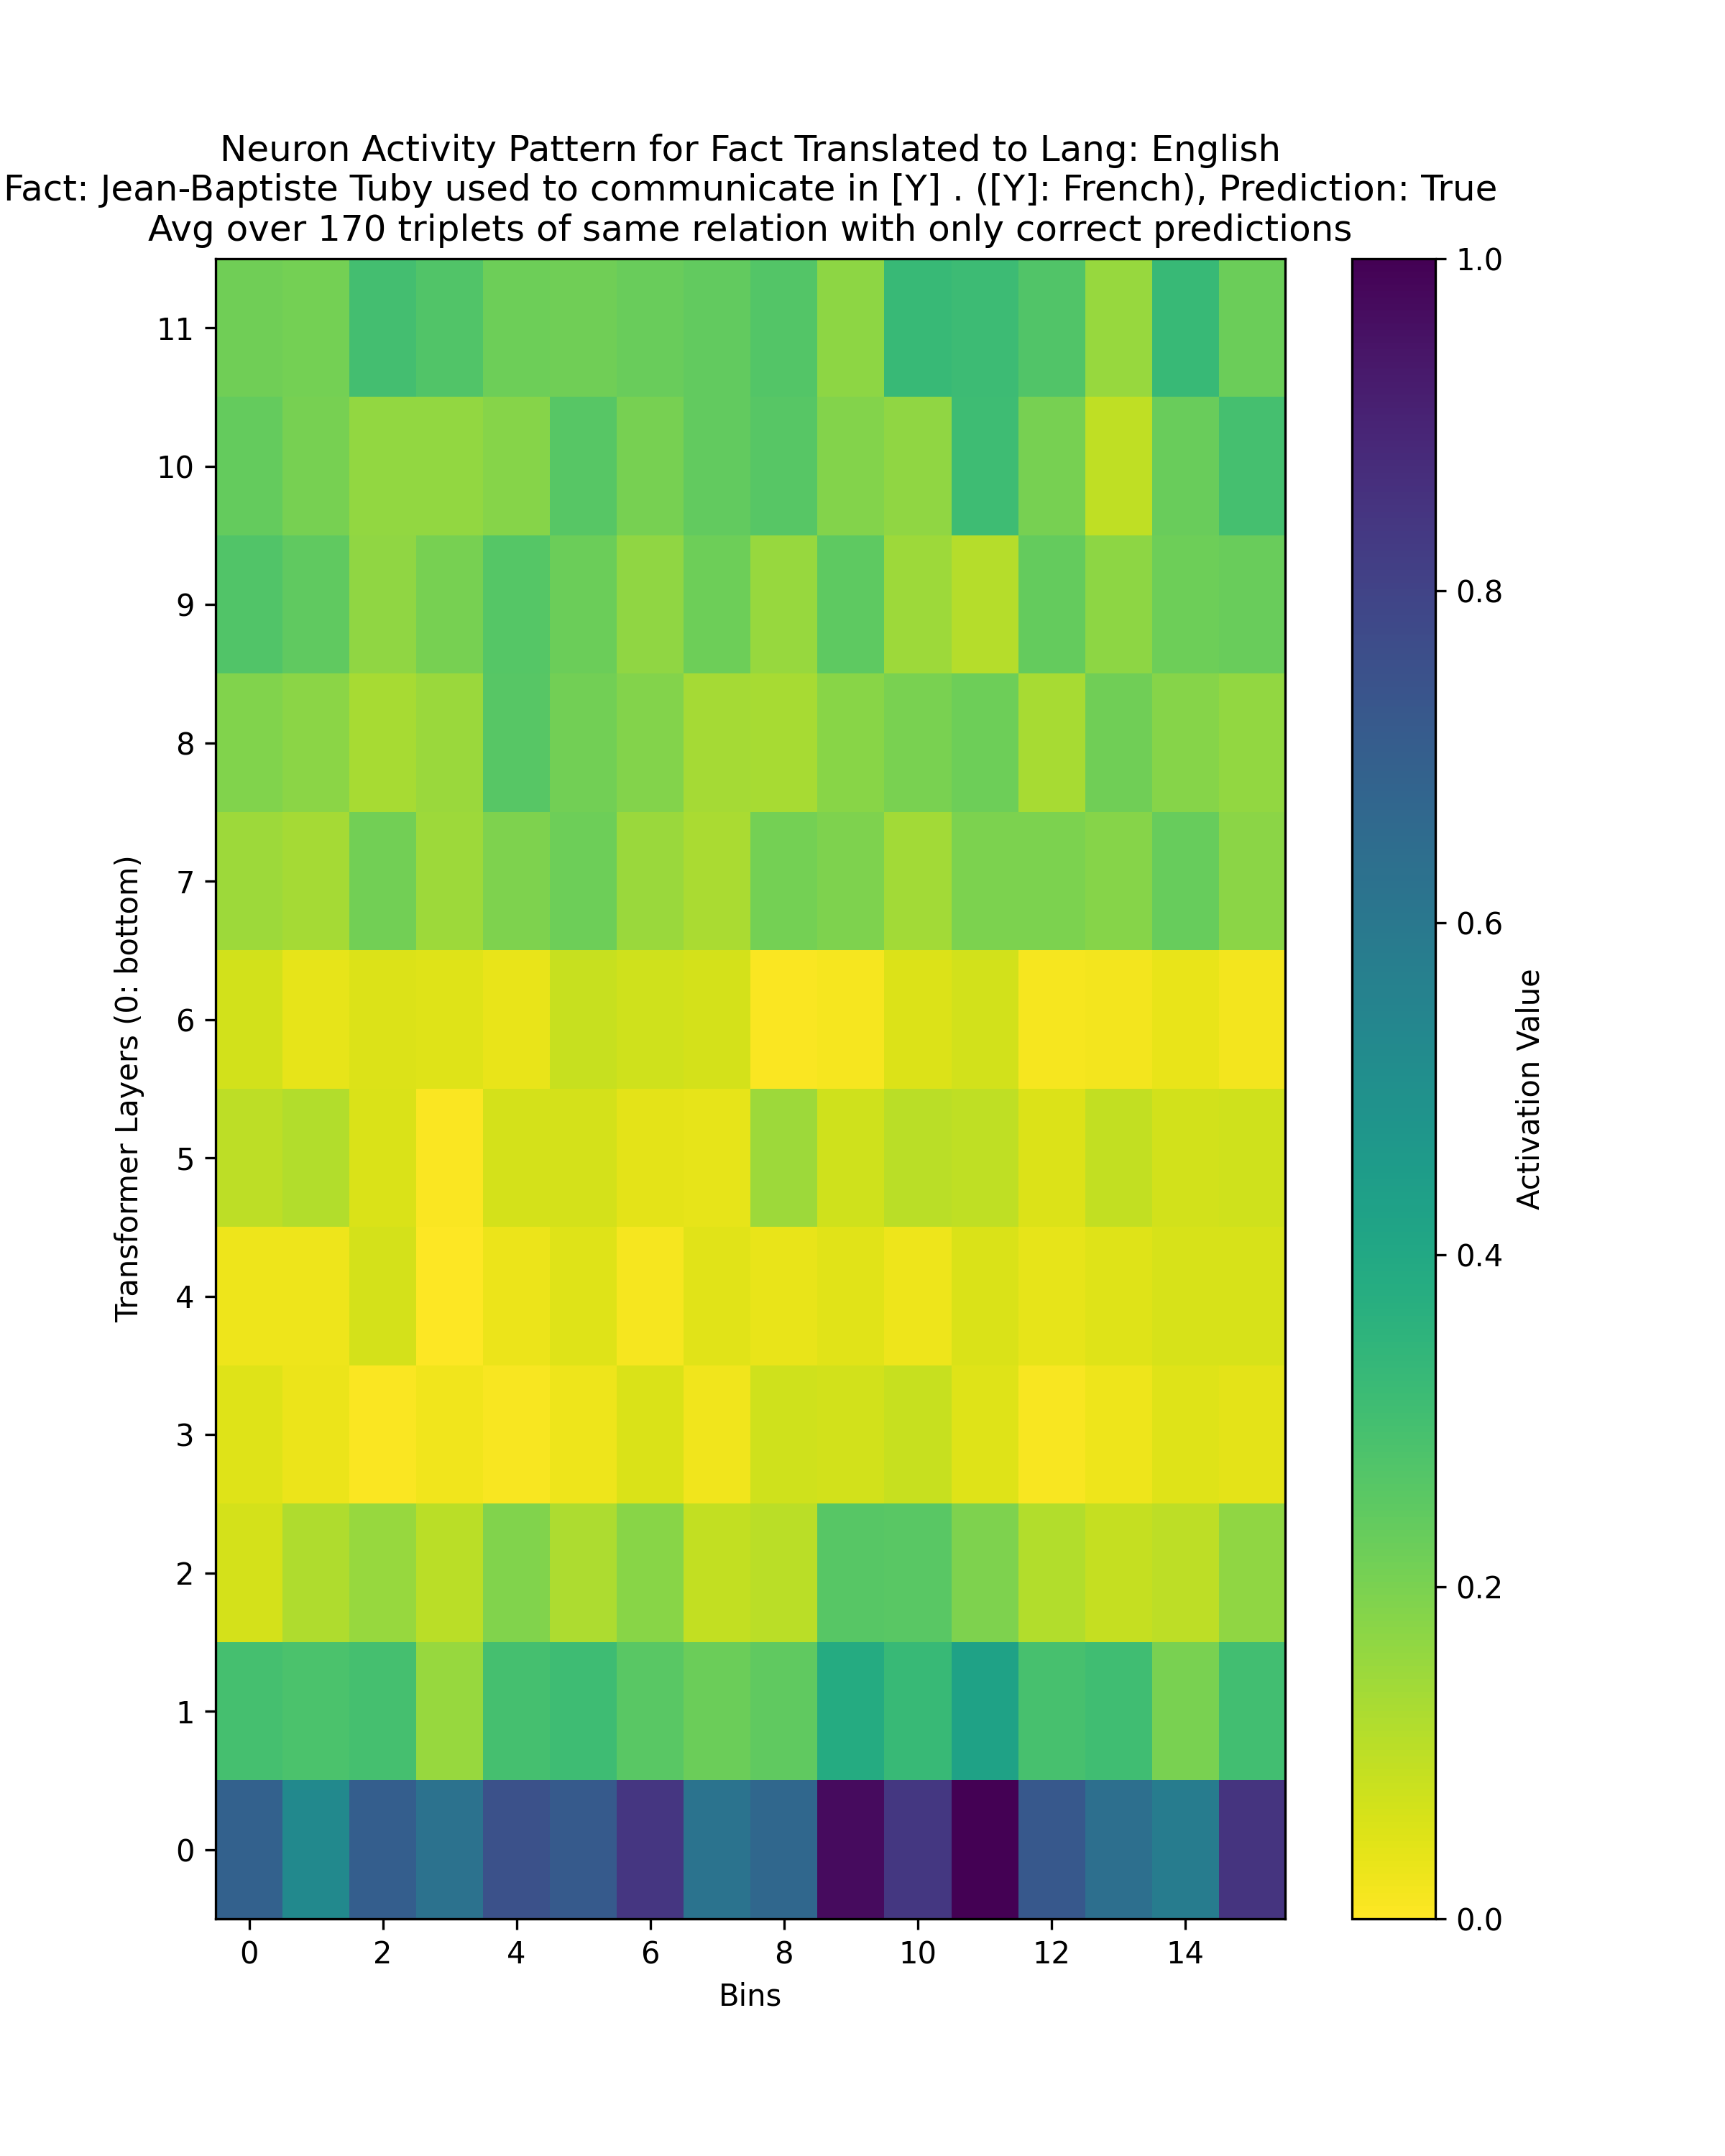 Neuron Activity Pattern for Fact Translated to Lang: English
Fact: Jean-Baptiste Tuby used to communicate in [Y] . ([Y]: French), Prediction: True
Avg over 170 triplets of same relation with only correct predictions
Transformer Layers (0: bottom)
11
10
9
8
7
6
5
4
3
2
1
0
0 2 4 6 8 10 12 14
Bins
1.0
0.8
0.6
0.4
0.2
0.0
Activation Value